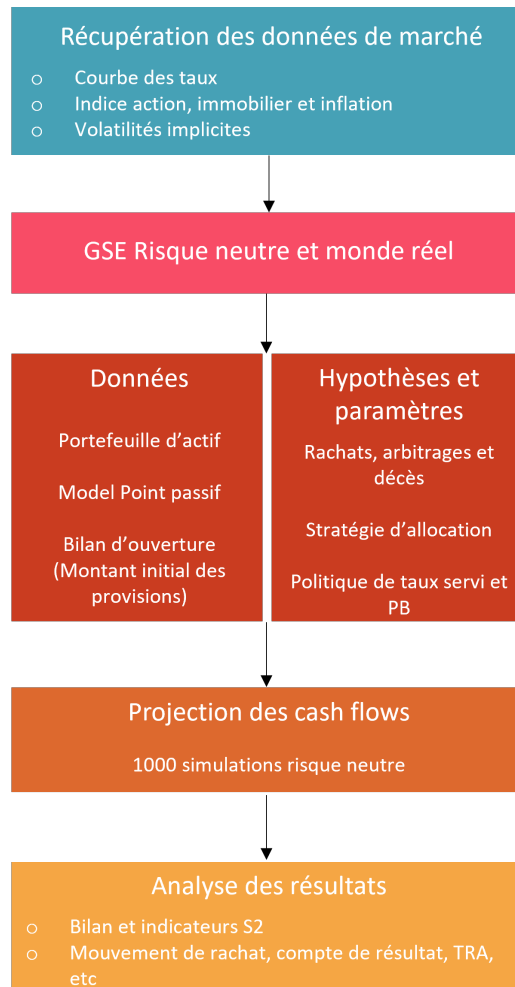 Récupération des données de marché
o Courbe des taux
o Indice action, immobilier et inflation
o Volatilités implicites
GSE Risque neutre et monde réel
Données
Portefeuille d'actif
Model Point passif
Bilan d'ouverture
(Montant initial des
provisions)
Hypothèses et
paramètres
Rachats, arbitrages et
décès
Stratégie d'allocation
Politique de taux servi et
PB
Projection des cash flows
1000 simulations risque neutre
Analyse des résultats
o Bilan et indicateurs S2
o Mouvement de rachat, compte de résultat, TRA,
etc